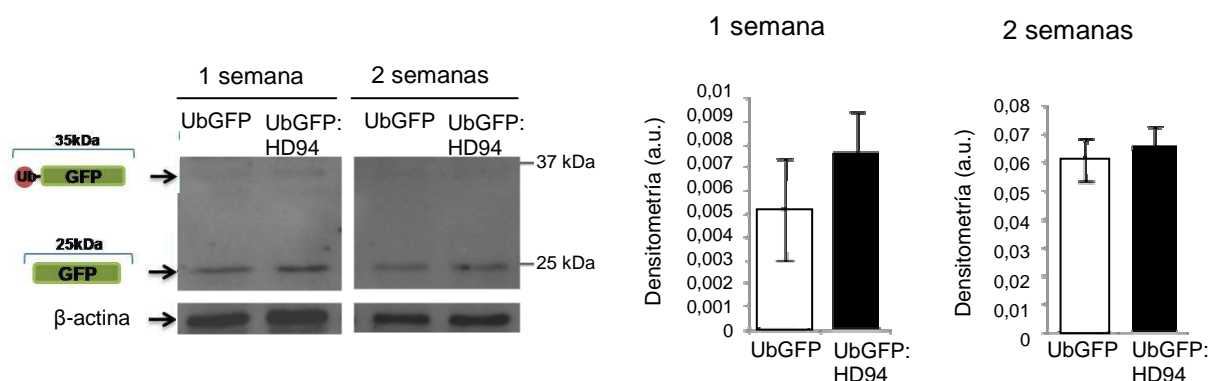 1 semana
2 semanas
UbGFP
UbGFP:
HD94
UbGFP
UbGFP:
HD94
35kDa
Ub
GFP
37 kDa
25kDa
GFP
25 kDa
β-actina
1 semana
Densitometría (a.u.)
0,01
0,009
0,008
0,007
0,006
0,005
0,004
0,003
0,002
0,001
0
UbGFP
UbGFP:
HD94
2 semanas
Densitometría (a.u.)
0,08
0,07
0,06
0,05
0,04
0,03
0,02
0,01
0
UbGFP
UbGFP:
HD94